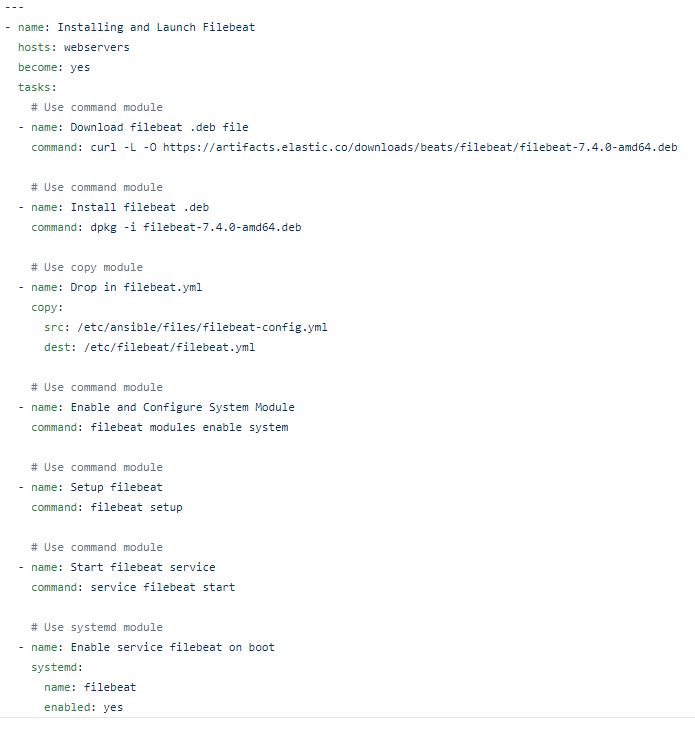 ---
- name: Installing and Launch Filebeat
  hosts: webservers
  become: yes
  tasks:
    # Use command module
  - name: Download filebeat .deb file
    command: curl -L -O https://artifacts.elastic.co/downloads/beats/filebeat/filebeat-7.4.0-amd64.deb

    # Use command module
  - name: Install filebeat .deb
    command: dpkg -i filebeat-7.4.0-amd64.deb

    # Use copy module
  - name: Drop in filebeat.yml
    copy:
      src: /etc/ansible/files/filebeat-config.yml
      dest: /etc/filebeat/filebeat.yml

    # Use command module
  - name: Enable and Configure System Module
    command: filebeat modules enable system

    # Use command module
  - name: Setup filebeat
    command: filebeat setup

    # Use command module
  - name: Start filebeat service
    command: service filebeat start

    # Use systemd module
  - name: Enable service filebeat on boot
    systemd:
      name: filebeat
      enabled: yes